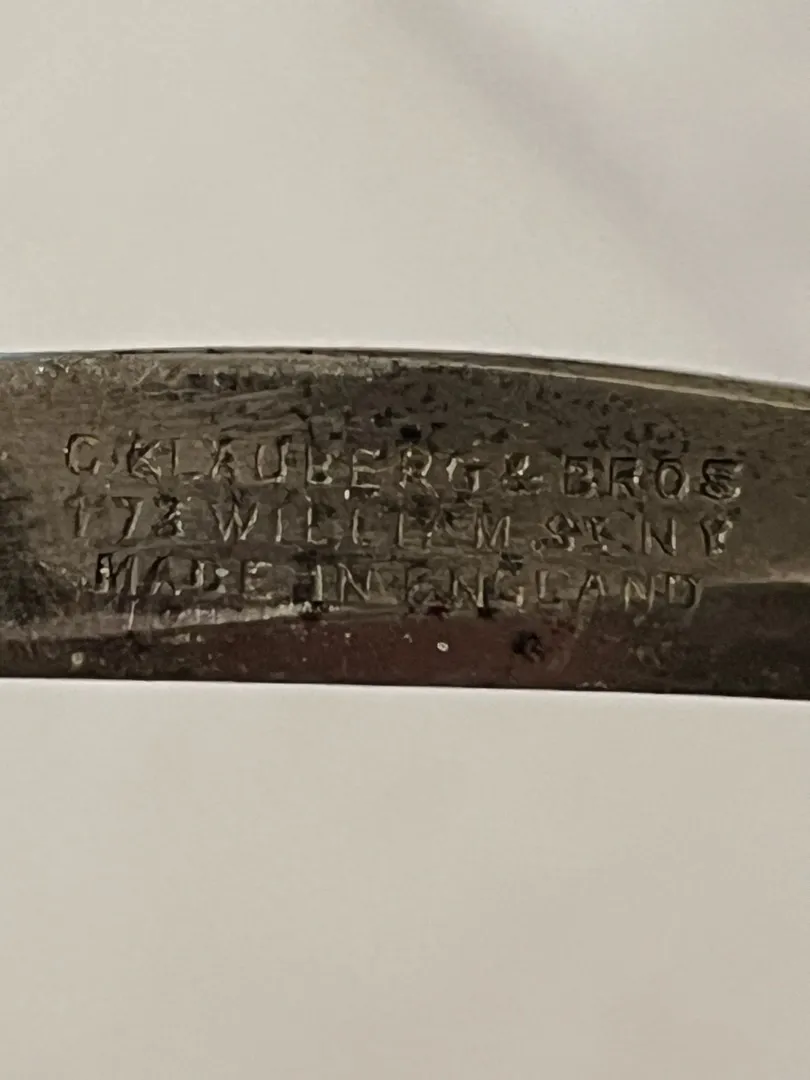 C. KLAUBERG & BROS
173 WILLIAM ST. N Y
MADE IN ENGLAND